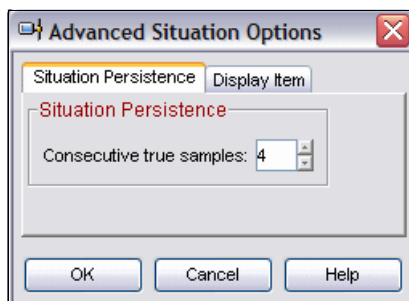 Advanced Situation Options
Situation Persistence Display Item
Situation Persistence
Consecutive true samples: 4
OK Cancel Help